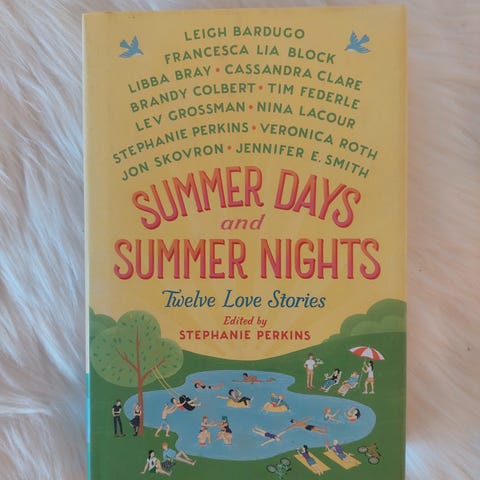 LEIGH BARDUGO
FRANCESCA LIA BLOCK
LIBBA BRAY • CASSANDRA CLARE
BRANDY COLBERT • TIM FEDERLE
LEV GROSSMAN • NINA LACOUR
STEPHANIE PERKINS • VERONICA ROTH
JON SKOVRON • JENNIFER E. SMITH
SUMMER DAYS
and
SUMMER NIGHTS
Twelve Love Stories
Edited by
STEPHANIE PERKINS